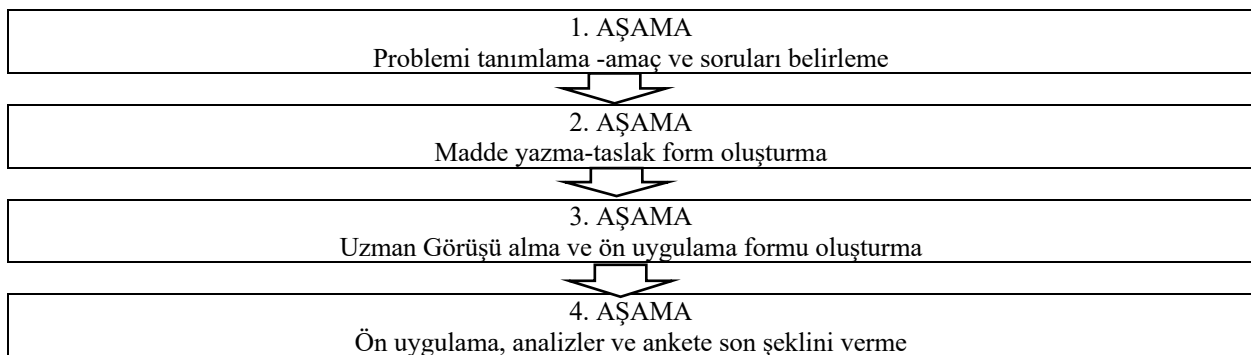 1. AŞAMA
Problemi tanımlama -amaç ve soruları belirleme
2. AŞAMA
Madde yazma-taslak form oluşturma
3. AŞAMA
Uzman Görüşü alma ve ön uygulama formu oluşturma
4. AŞAMA
Ön uygulama, analizler ve ankete son şeklini verme